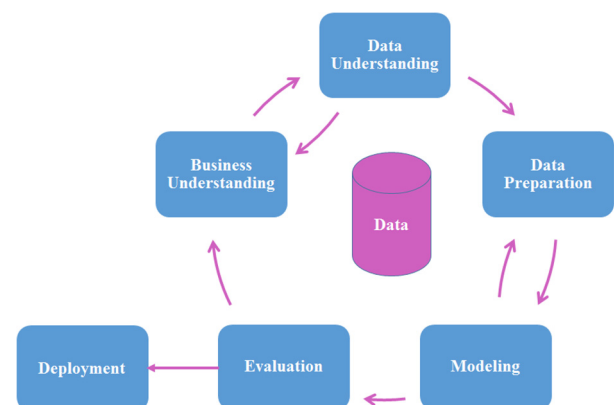 Data
Understanding
Business
Understanding
Data
Preparation
Data
Deployment
Evaluation
Modeling